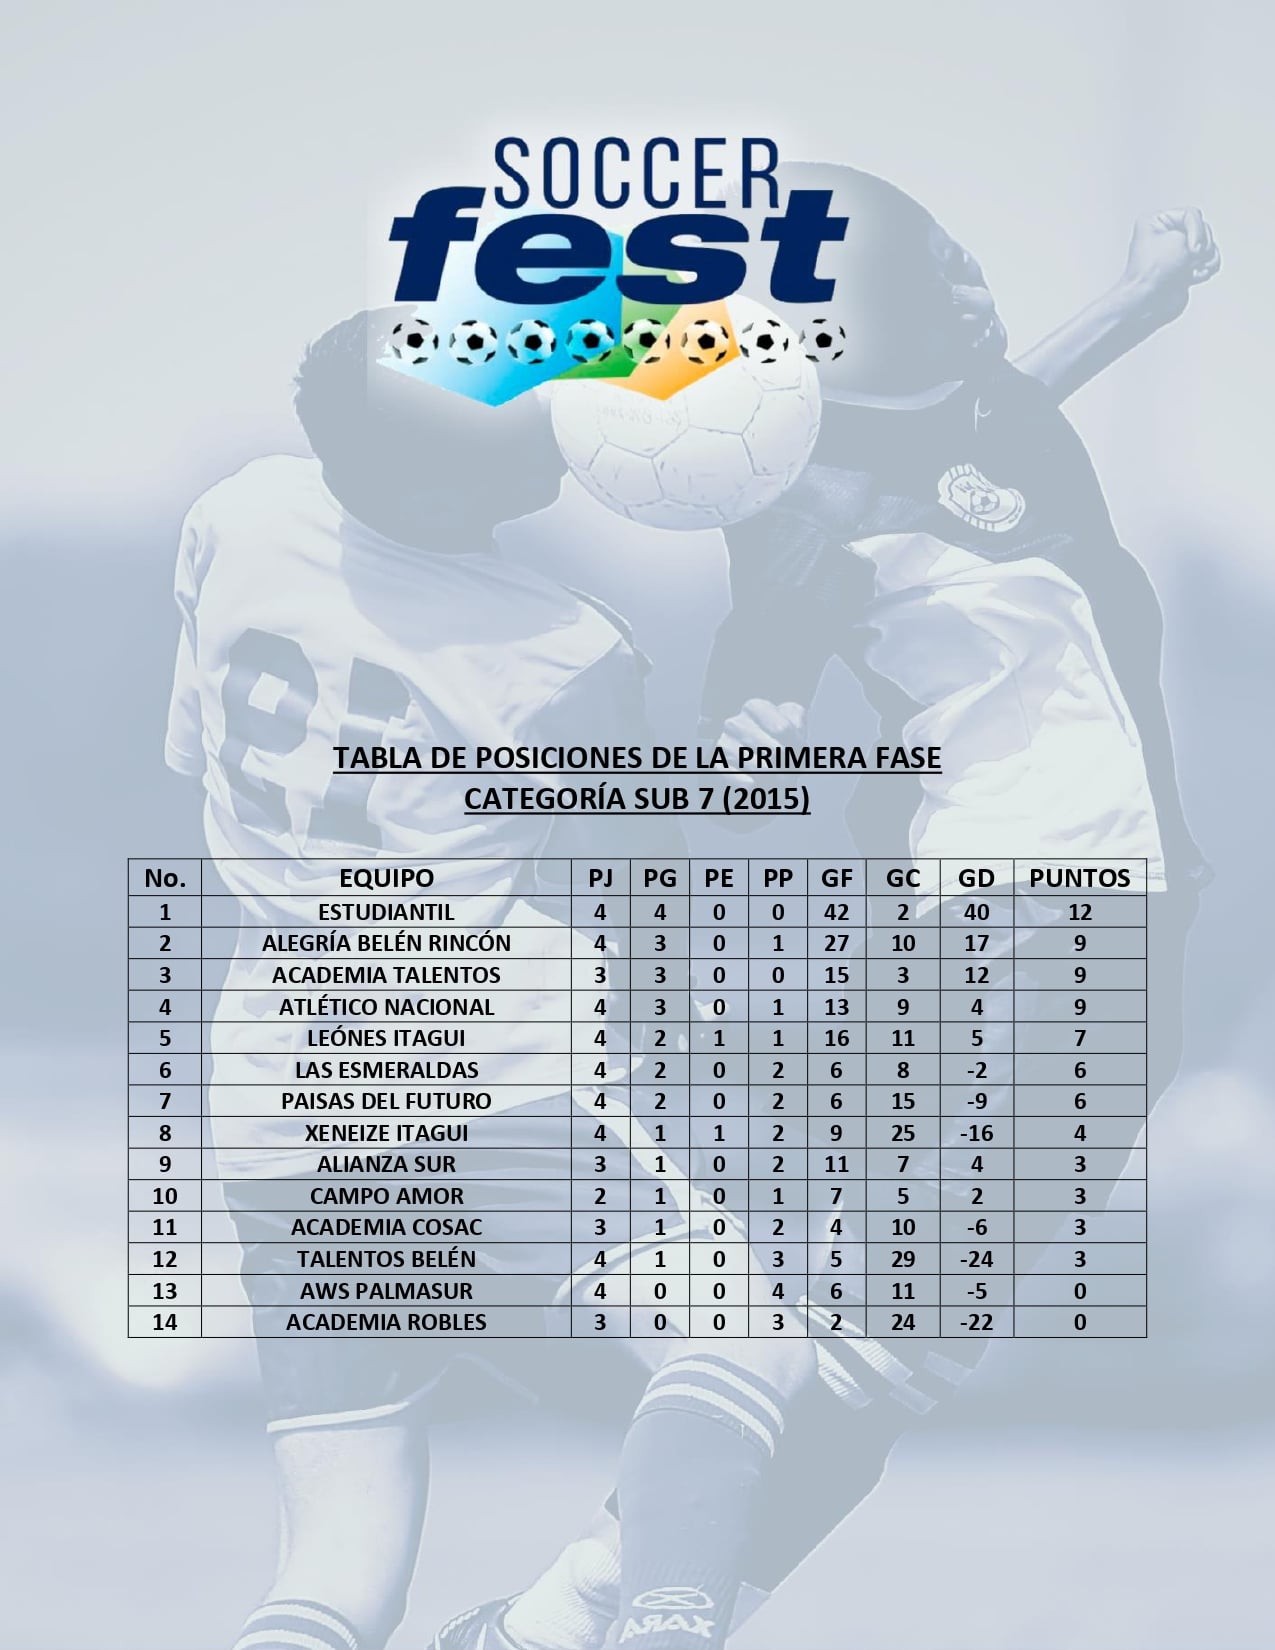 SOCCER
fest
TABLA DE POSICIONES DE LA PRIMERA FASE
CATEGORÍA SUB 7 (2015)
No. EQUIPO PJ PG PE PP GF GC GD PUNTOS
1 ESTUDIANTIL 4 4 0 0 42 2 40 12
2 ALEGRÍA BELÉN RINCÓN 4 3 0 1 27 10 17 9
3 ACADEMIA TALENTOS 3 3 0 0 15 3 12 9
4 ATLÉTICO NACIONAL 4 3 0 1 13 9 4 9
5 LEÓNES ITAGUI 4 2 1 1 16 11 5 7
6 LAS ESMERALDAS 4 2 0 2 6 8 -2 6
7 PAISAS DEL FUTURO 4 2 0 2 6 15 -9 6
8 XENEIZE ITAGUI 4 1 1 2 9 25 -16 4
9 ALIANZA SUR 3 1 0 2 11 7 4 3
10 CAMPO AMOR 2 1 0 1 7 5 2 3
11 ACADEMIA COSAC 3 1 0 2 4 10 -6 3
12 TALENTOS BELÉN 4 1 0 3 5 29 -24 3
13 AWS PALMASUR 4 0 0 4 6 11 -5 0
14 ACADEMIA ROBLES 3 0 0 3 2 24 -22 0
XARA